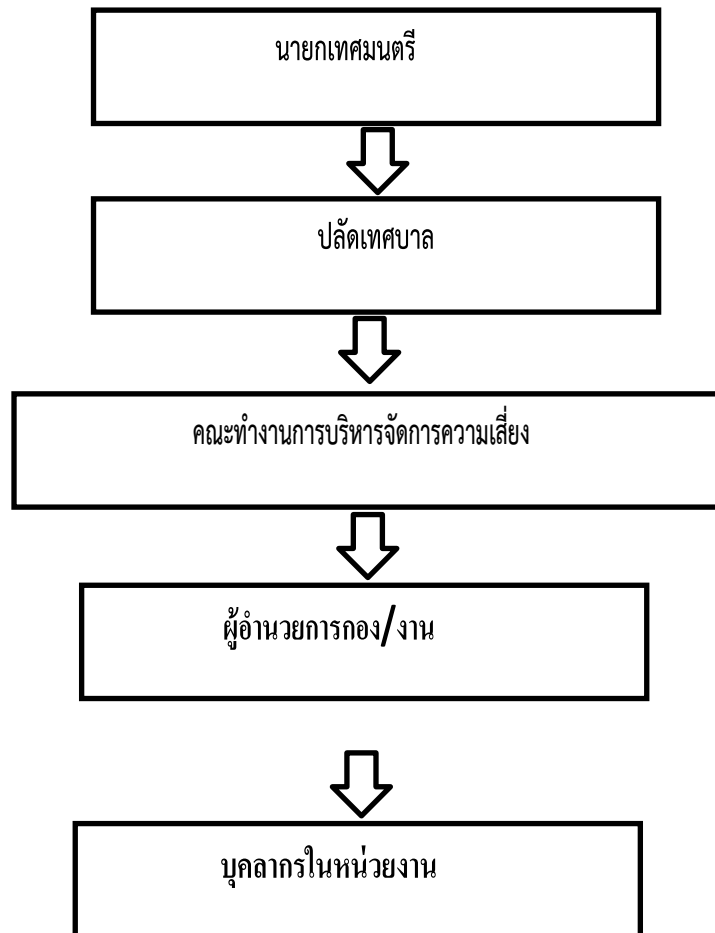 นายกเทศมนตรี
ปลัดเทศบาล
คณะทำงานการบริหารจัดการความเสี่ยง
ผู้อำนวยการกอง/งาน
บุคลากรในหน่วยงาน